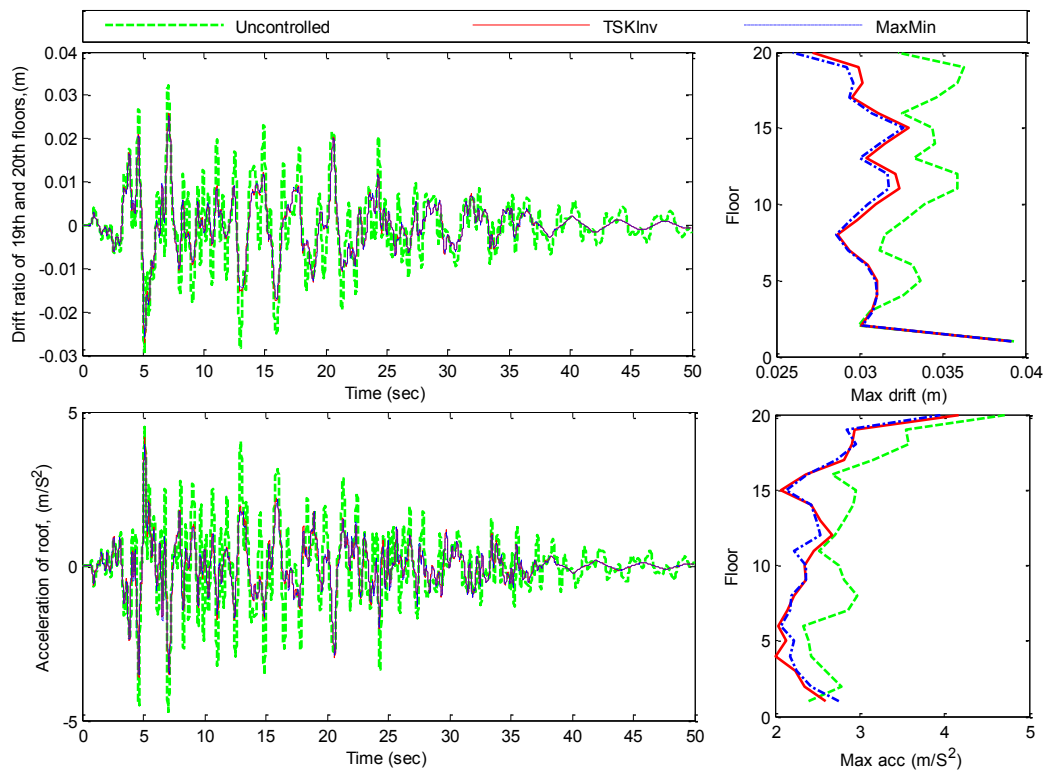 Uncontrolled TSKInv MaxMin
Drift ratio of 19th and 20th floors,(m)
0.04
0.03
0.02
0.01
0
-0.01
-0.02
-0.03
0 5 10 15 20 25 30 35 40 45 50
Time (sec)
Floor
20
15
10
5
0
0.025 0.03 0.035 0.04
Max drift (m)
Acceleration of roof, (m/S²)
5
0
-5
0 5 10 15 20 25 30 35 40 45 50
Time (sec)
Floor
20
15
10
5
0
2 3 4 5
Max acc (m/S²)